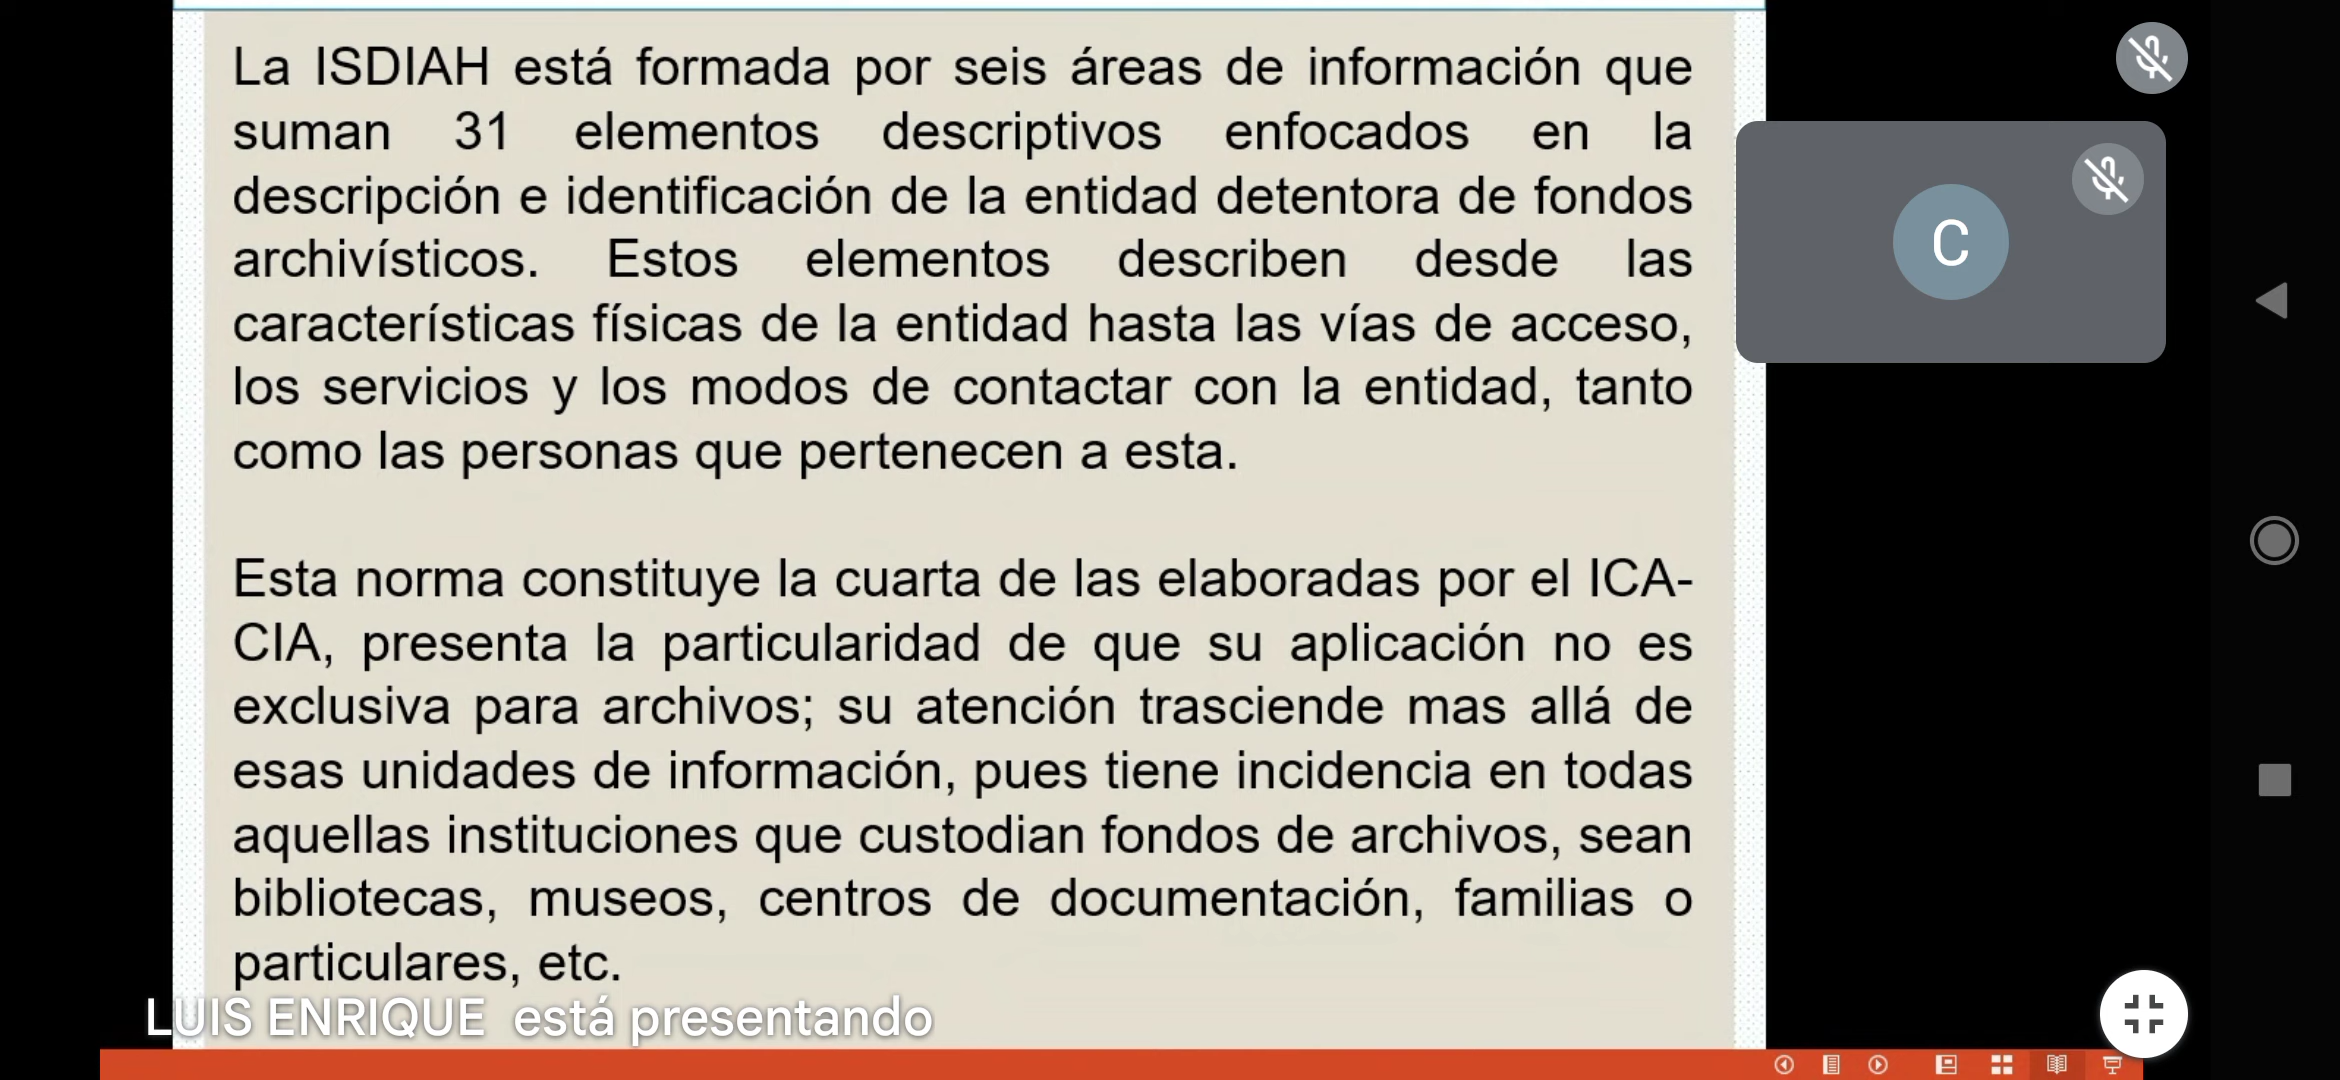 La ISDIAH está formada por seis áreas de información que
suman 31 elementos descriptivos enfocados en la
descripción e identificación de la entidad detentora de fondos
archivísticos. Estos elementos describen desde las
características físicas de la entidad hasta las vías de acceso,
los servicios y los modos de contactar con la entidad, tanto
como las personas que pertenecen a esta.
Esta norma constituye la cuarta de las elaboradas por el ICA-
CIA, presenta la particularidad de que su aplicación no es
exclusiva para archivos; su atención trasciende mas allá de
esas unidades de información, pues tiene incidencia en todas
aquellas instituciones que custodian fondos de archivos, sean
bibliotecas, museos, centros de documentación, familias o
particulares, etc.
LUIS ENRIQUE está presentando
C